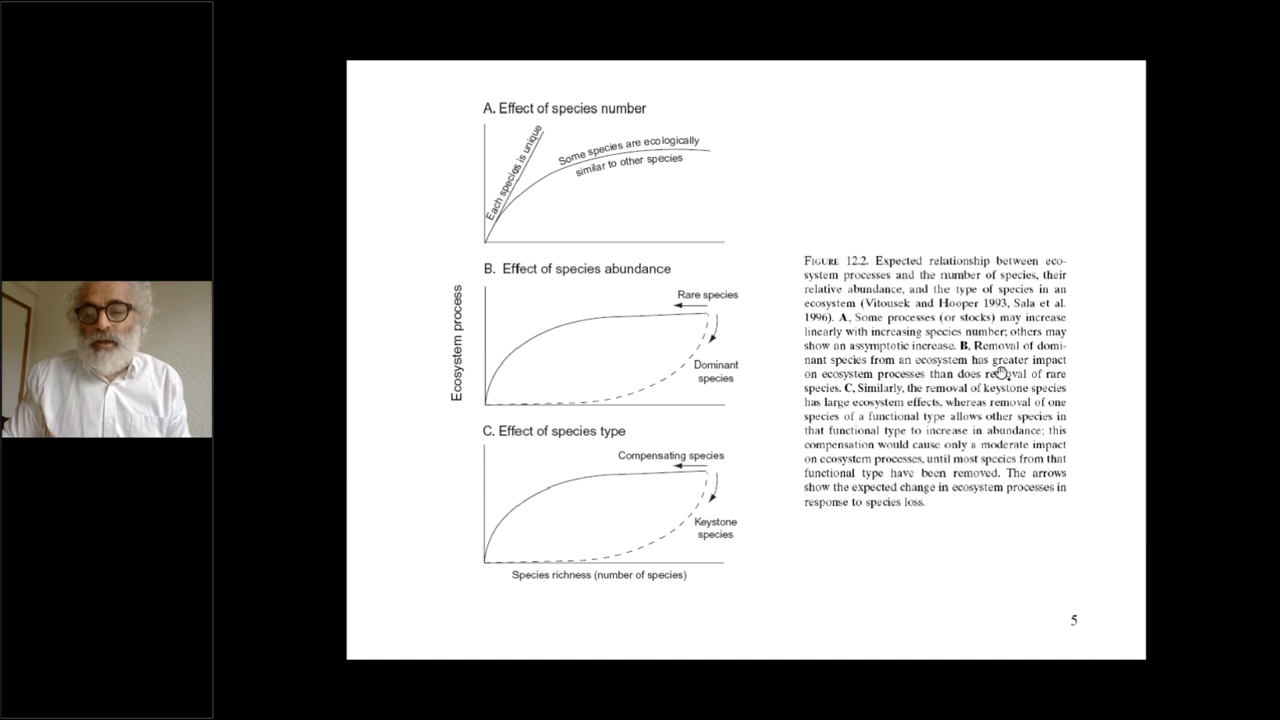 A. Effect of species number
Each species is unique
Some species are ecologically
similar to other species
B. Effect of species abundance
Rare species
Dominant
species
Ecosystem process
C. Effect of species type
Compensating species
Keystone
species
Species richness (number of species)
FIGURE 12.2. Expected relationship between eco-
system processes and the number of species, their
relative abundance, and the type of species in an
ecosystem (Vitousek and Hooper 1993, Sala et al.
1996). A, Some processes (or stocks) may increase
linearly with increasing species number; others may
show an assymptotic increase. B, Removal of domi-
nant species from an ecosystem has greater impact
on ecosystem processes than does removal of rare
species. C, Similarly, the removal of keystone species
has large ecosystem effects, whereas removal of one
species of a functional type allows other species in
that functional type to increase in abundance; this
compensation would cause only a moderate impact
on ecosystem processes, until most species from that
functional type have been removed. The arrows
show the expected change in ecosystem processes in
response to species loss.
5